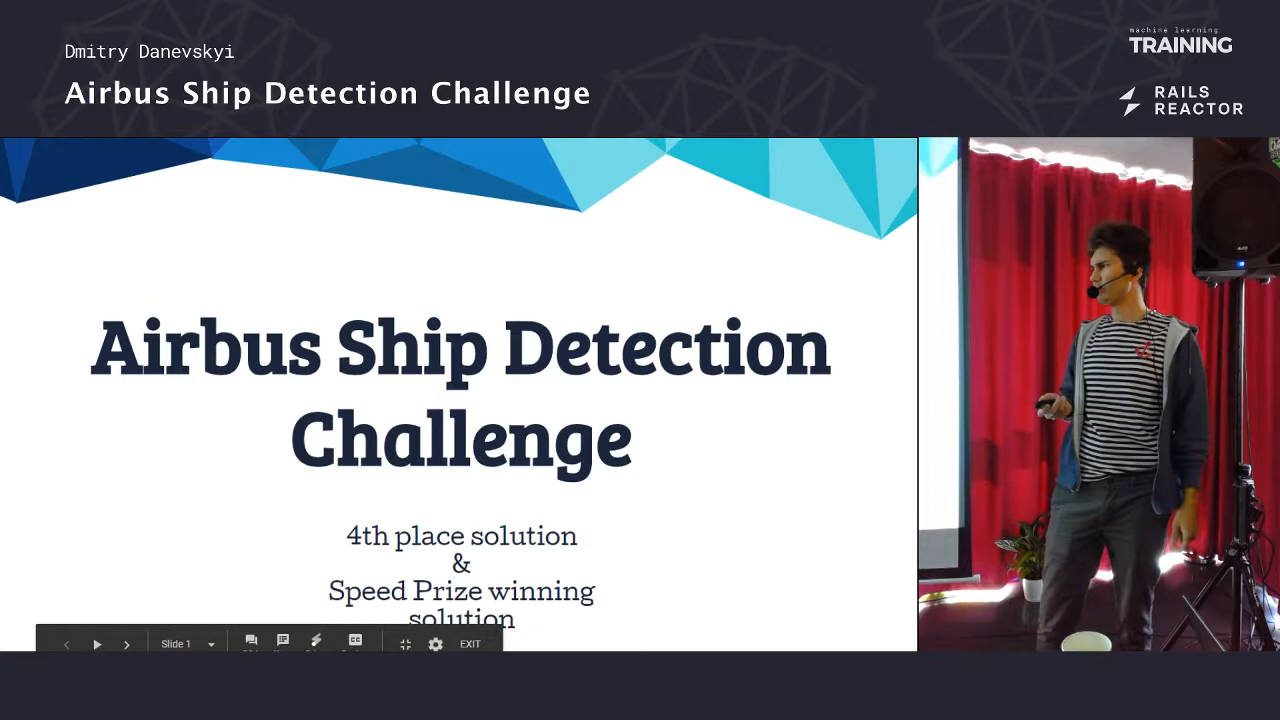 Dmitry Danevskyi
Airbus Ship Detection Challenge
machine learning
TRAINING
RAILS
REACTOR
Airbus Ship Detection
Challenge
4th place solution
&
Speed Prize winning
solution
Slide 1
CC
EXIT